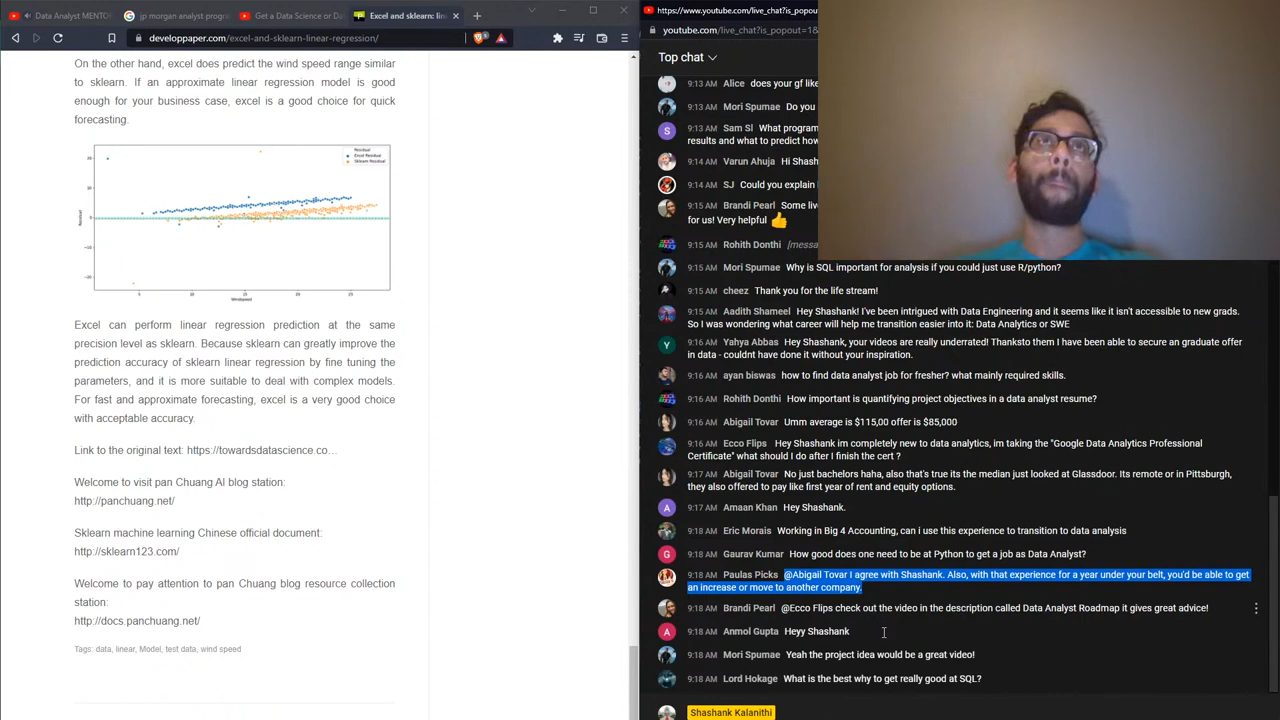 Data Analyst MENTO
jp morgan analyst progra
Get a Data Science or Da
Excel and sklearn: lin
developpaper.com/excel-and-sklearn-linear-regression/
On the other hand, excel does predict the wind speed range similar
to sklearn. If an approximate linear regression model is good
enough for your business case, excel is a good choice for quick
forecasting.
Residual
Excel Residual
Sklearn Residual
Residual
Windspeed
Excel can perform linear regression prediction at the same
precision level as sklearn. Because sklearn can greatly improve the
prediction accuracy of sklearn linear regression by fine tuning the
parameters, and it is more suitable to deal with complex models.
For fast and approximate forecasting, excel is a very good choice
with acceptable accuracy.
Link to the original text: https://towardsdatascience.co…
Welcome to visit pan Chuang AI blog station:
http://panchuang.net/
Sklearn machine learning Chinese official document:
http://sklearn123.com/
Welcome to pay attention to pan Chuang blog resource collection
station:
http://docs.panchuang.net/
Tags: data, linear, Model, test data, wind speed
https://www.youtube.com/live_chat?is_popou
youtube.com/live_chat?is_popout=1&
Top chat
9:13 AM Alice does your gf like
9:13 AM Mori Spumae Do you
9:13 AM Sam Sl What program
results and what to predict how
9:14 AM Varun Ahuja Hi Shash
9:14 AM SJ Could you explain
9:15 AM Brandi Pearl Some live
for us! Very helpful 👍
9:15 AM Rohith Donthi [messa
9:15 AM Mori Spumae Why is SQL important for analysis if you could just use R/python?
9:15 AM cheez Thank you for the life stream!
9:15 AM Aadith Shameel Hey Shashank! I've been intrigued with Data Engineering and it seems like it isn't accessible to new grads.
So I was wondering what career will help me transition easier into it: Data Analytics or SWE
9:16 AM Yahya Abbas Hey Shashank, your videos are really underrated! Thanksto them I have been able to secure an graduate offer
in data - couldnt have done it without your inspiration.
9:16 AM ayan biswas how to find data analyst job for fresher? what mainly required skills.
9:16 AM Rohith Donthi How important is quantifying project objectives in a data analyst resume?
9:16 AM Abigail Tovar Umm average is $115,00 offer is $85,000
9:16 AM Ecco Flips Hey Shashank im completely new to data analytics, im taking the "Google Data Analytics Professional
Certificate" what should I do after I finish the cert ?
9:17 AM Abigail Tovar No just bachelors haha, also that's true its the median just looked at Glassdoor. Its remote or in Pittsburgh,
they also offered to pay like first year of rent and equity options.
9:17 AM Amaan Khan Hey Shashank.
9:18 AM Eric Morais Working in Big 4 Accounting, can i use this experience to transition to data analysis
9:18 AM Gaurav Kumar How good does one need to be at Python to get a job as Data Analyst?
9:18 AM Paulas Picks @Abigail Tovar I agree with Shashank. Also, with that experience for a year under your belt, you'd be able to get
an increase or move to another company.
9:18 AM Brandi Pearl @Ecco Flips check out the video in the description called Data Analyst Roadmap it gives great advice!
9:18 AM Anmol Gupta Heyy Shashank
9:18 AM Mori Spumae Yeah the project idea would be a great video!
9:18 AM Lord Hokage What is the best why to get really good at SQL?
Shashank Kalanithi